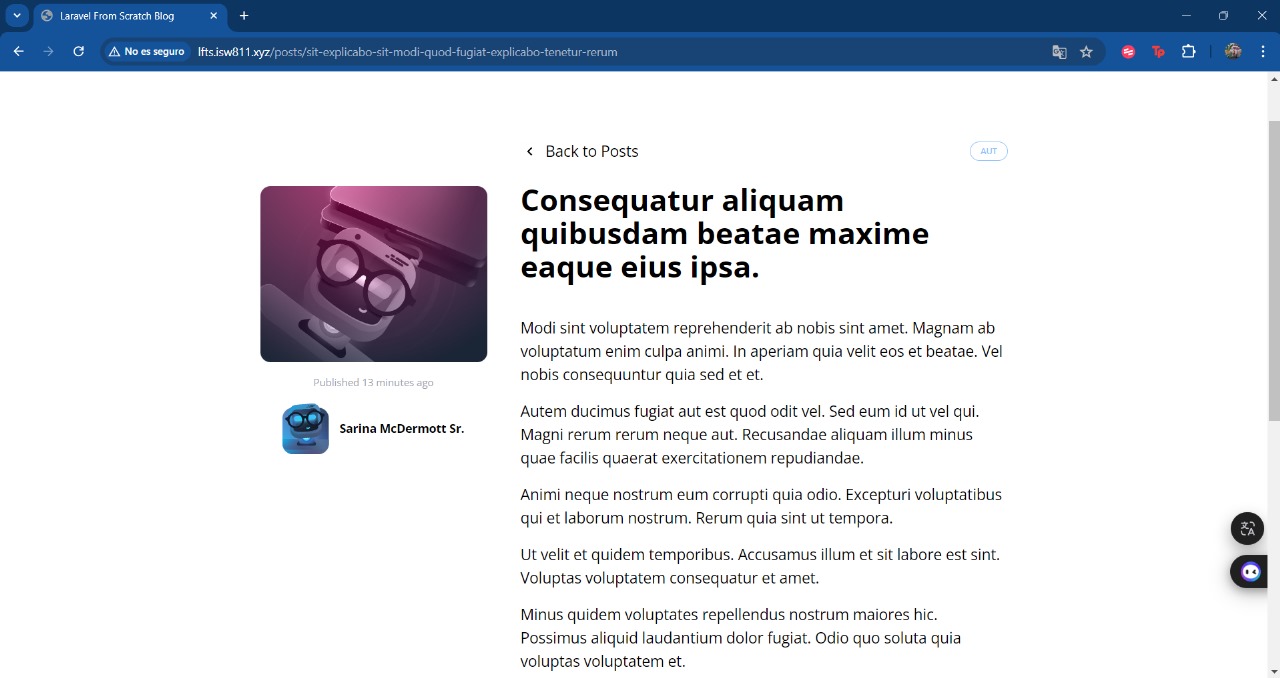 Laravel From Scratch Blog
No es seguro
lfts.isw811.xyz/posts/sit-explicabo-sit-modi-quod-fugiat-explicabo-tenetur-rerum
Tp
Back to Posts
AUT
Consequatur aliquam
quibusdam beatae maxime
eaque eius ipsa.
Published 13 minutes ago
Sarina McDermott Sr.
Modi sint voluptatem reprehenderit ab nobis sint amet. Magnam ab
voluptatum enim culpa animi. In aperiam quia velit eos et beatae. Vel
nobis consequuntur quia sed et et.
Autem ducimus fugiat aut est quod odit vel. Sed eum id ut vel qui.
Magni rerum rerum neque aut. Recusandae aliquam illum minus
quae facilis quaerat exercitationem repudiandae.
Animi neque nostrum eum corrupti quia odio. Excepturi voluptatibus
qui et laborum nostrum. Rerum quia sint ut tempora.
Ut velit et quidem temporibus. Accusamus illum et sit labore est sint.
Voluptas voluptatem consequatur et amet.
Minus quidem voluptates repellendus nostrum maiores hic.
Possimus aliquid laudantium dolor fugiat. Odio quo soluta quia
voluptas voluptatem et.